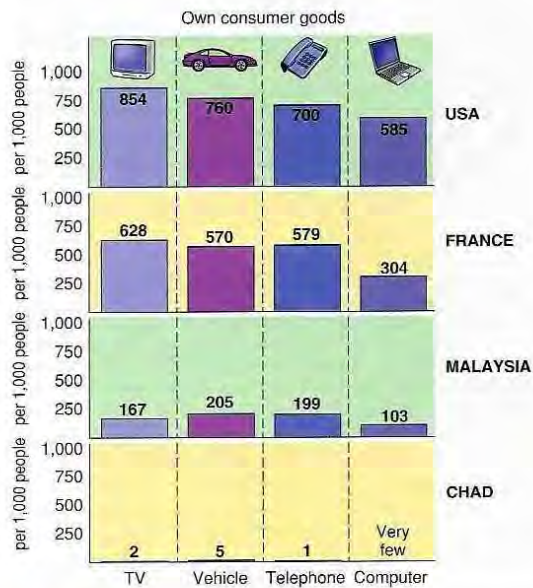 Own consumer goods
per 1,000 people
1,000
750
500
250
854
760
700
585
USA
per 1,000 people
1,000
750
500
250
628
570
579
304
FRANCE
per 1,000 people
1,000
750
500
250
167
205
199
103
MALAYSIA
per 1,000 people
1,000
750
500
250
2
5
1
Very
few
CHAD
TV
Vehicle
Telephone
Computer